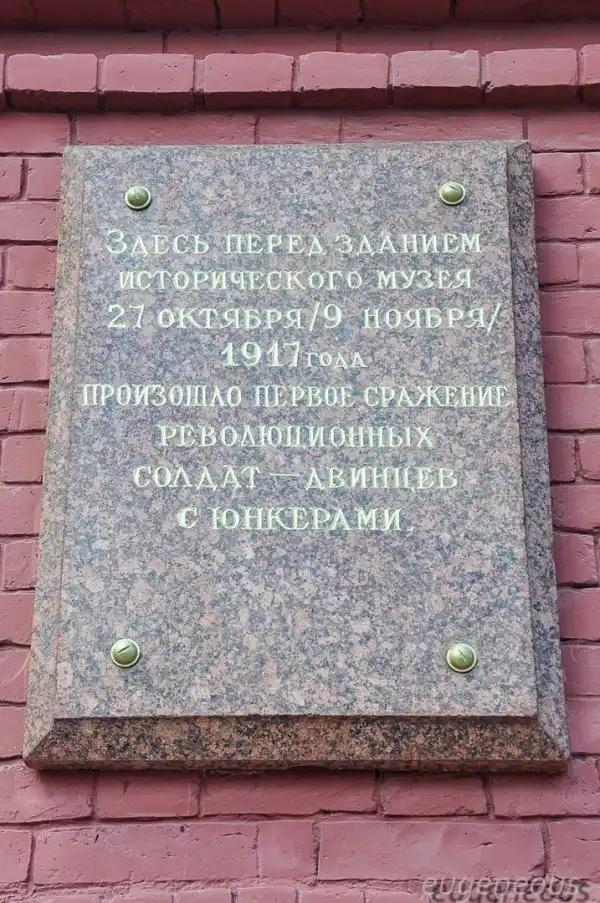 Здесь перед зданием
исторического музея
27 октября/9 ноября/
1917 года
произошло первое сражение
революционных
солдат — двинцев
с юнкерами.
eugeneous